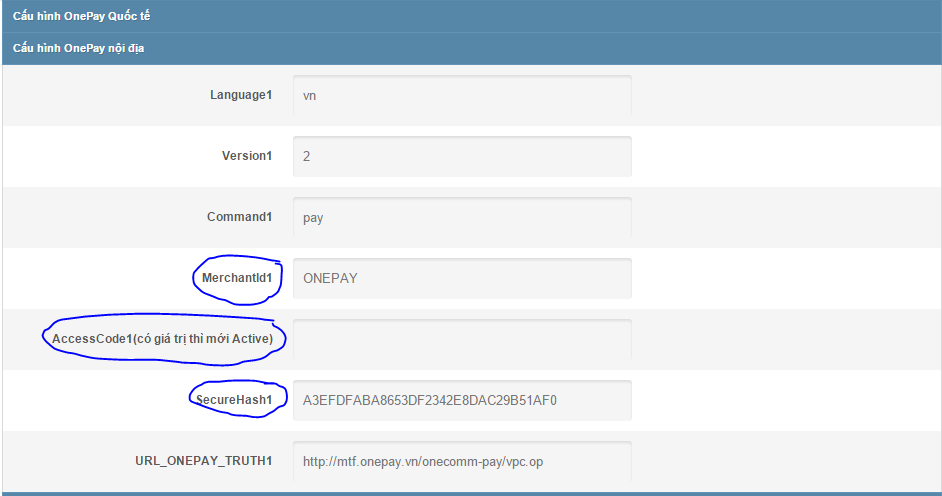 Cấu hình OnePay Quốc tế
Cấu hình OnePay nội địa
Language1 vn
Version1 2
Command1 pay
MerchantId1 ONEPAY
AccessCode1(có giá trị thì mới Active)
SecureHash1 A3EFDFABA8653DF2342E8DAC29B51AF0
URL_ONEPAY_TRUTH1 http://mtf.onepay.vn/onecomm-pay/vpc.op